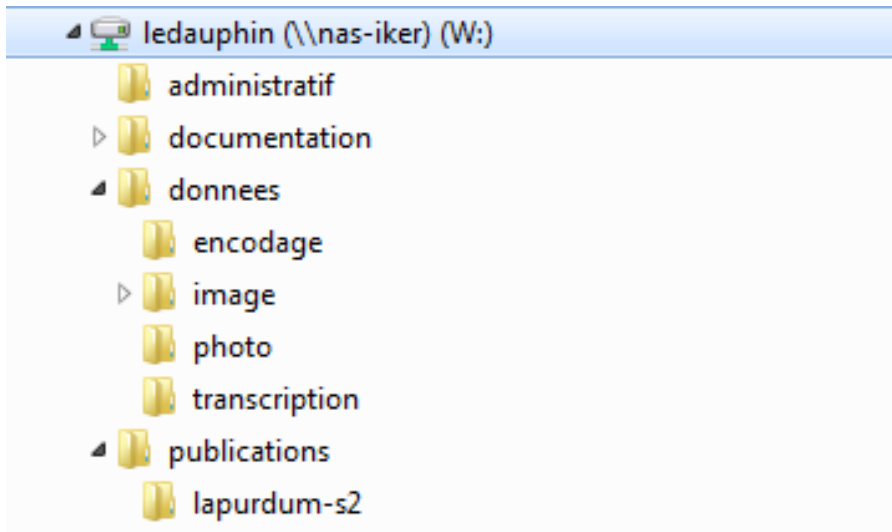 ledauphin (\\nas-iker) (W:)
administratif
documentation
donnees
encodage
image
photo
transcription
publications
lapurdum-s2